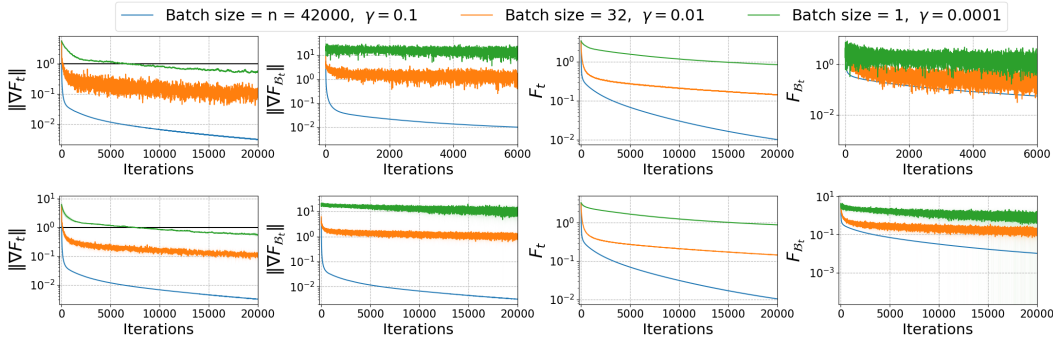 Batch size = n = 42000, γ = 0.1 Batch size = 32, γ = 0.01 Batch size = 1, γ = 0.0001
‖∇F_t‖
10^0
10^-1
10^-2
0 5000 10000 15000 20000
Iterations
‖∇F_{B_t}‖
10^1
10^0
10^-1
10^-2
0 2000 4000 6000
Iterations
F_t
10^0
10^-1
10^-2
0 5000 10000 15000 20000
Iterations
F_{B_t}
10^0
10^-2
0 2000 4000 6000
Iterations
‖∇F_t‖
10^0
10^-1
10^-2
0 5000 10000 15000 20000
Iterations
‖∇F_{B_t}‖
10^1
10^0
10^-1
10^-2
0 5000 10000 15000 20000
Iterations
F_t
10^0
10^-1
10^-2
0 5000 10000 15000 20000
Iterations
F_{B_t}
10^1
10^-1
10^-3
0 5000 10000 15000 20000
Iterations